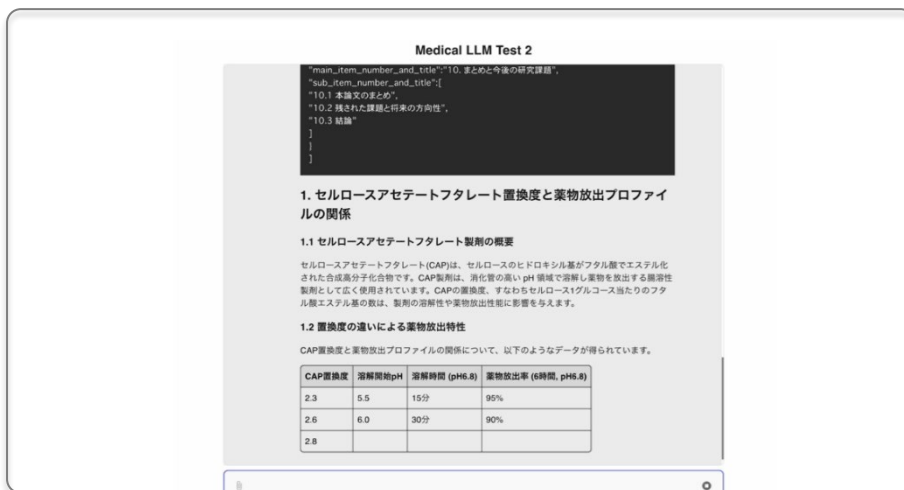 Medical LLM Test 2
"main_item_number_and_title":"10. まとめと今後の研究課題",
"sub_item_number_and_title":[
"10.1 本論文のまとめ",
"10.2 残された課題と将来の方向性",
"10.3 結論"
]
}
]
1. セルロースアセテートフタレート置換度と薬物放出プロファイ
ルの関係
1.1 セルロースアセテートフタレート製剤の概要
セルロースアセテートフタレート(CAP)は、セルロースのヒドロキシル基がフタル酸でエステル化
された合成高分子化合物です。CAP製剤は、消化管の高い pH 領域で溶解し薬物を放出する腸溶性
製剤として広く使用されています。CAPの置換度、すなわちセルロース1グルコース当たりのフタ
ル酸エステル基の数は、製剤の溶解性や薬物放出性能に影響を与えます。
1.2 置換度の違いによる薬物放出特性
CAP置換度と薬物放出プロファイルの関係について、以下のようなデータが得られています。
CAP置換度 溶解開始pH 溶解時間 (pH6.8) 薬物放出率 (6時間, pH6.8)
2.3 5.5 15分 95%
2.6 6.0 30分 90%
2.8